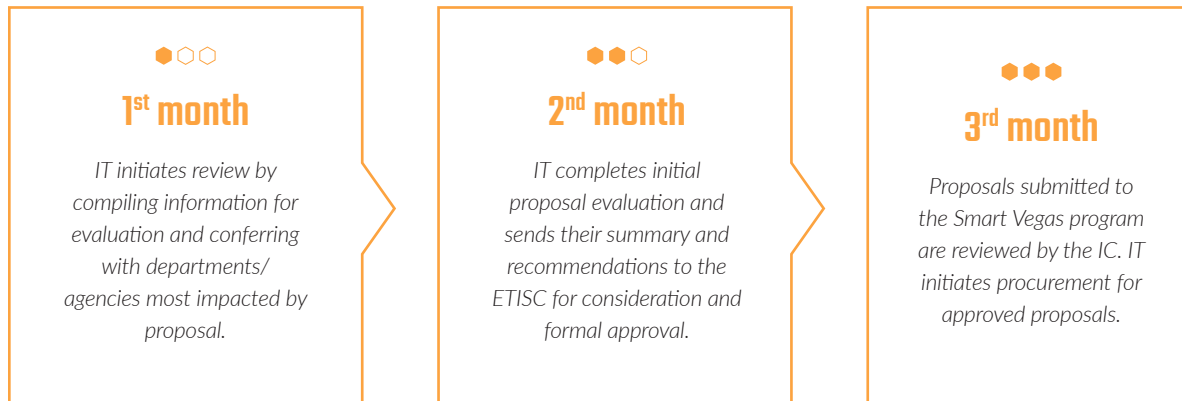 1st month
IT initiates review by
compiling information for
evaluation and conferring
with departments/
agencies most impacted by
proposal.
2nd month
IT completes initial
proposal evaluation and
sends their summary and
recommendations to the
ETISC for consideration and
formal approval.
3rd month
Proposals submitted to
the Smart Vegas program
are reviewed by the IC. IT
initiates procurement for
approved proposals.